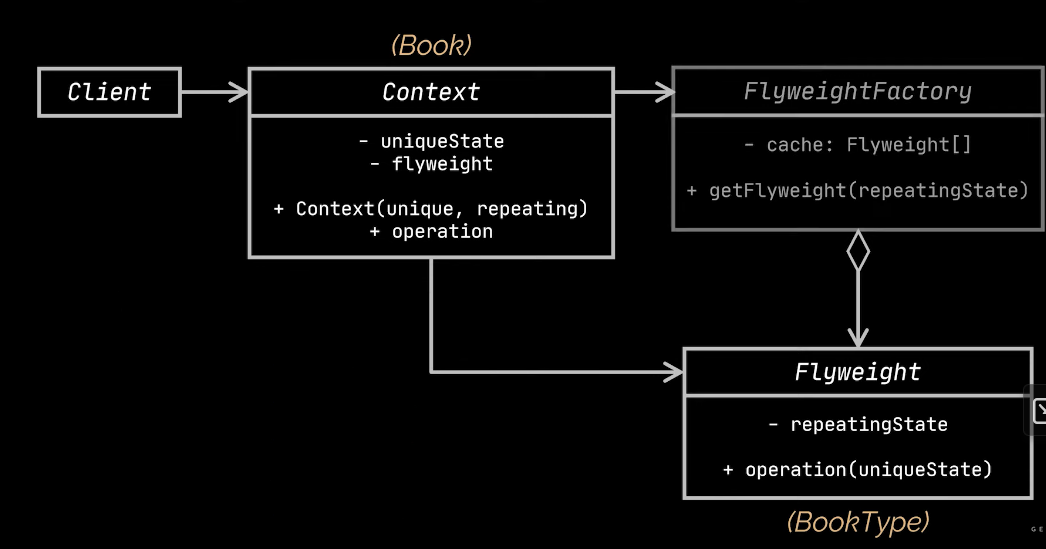 (Book)
Client
Context
- uniqueState
- flyweight
+ Context(unique, repeating)
+ operation
FlyweightFactory
- cache: Flyweight[]
+ getFlyweight(repeatingState)
Flyweight
- repeatingState
+ operation(uniqueState)
(BookType)
G E